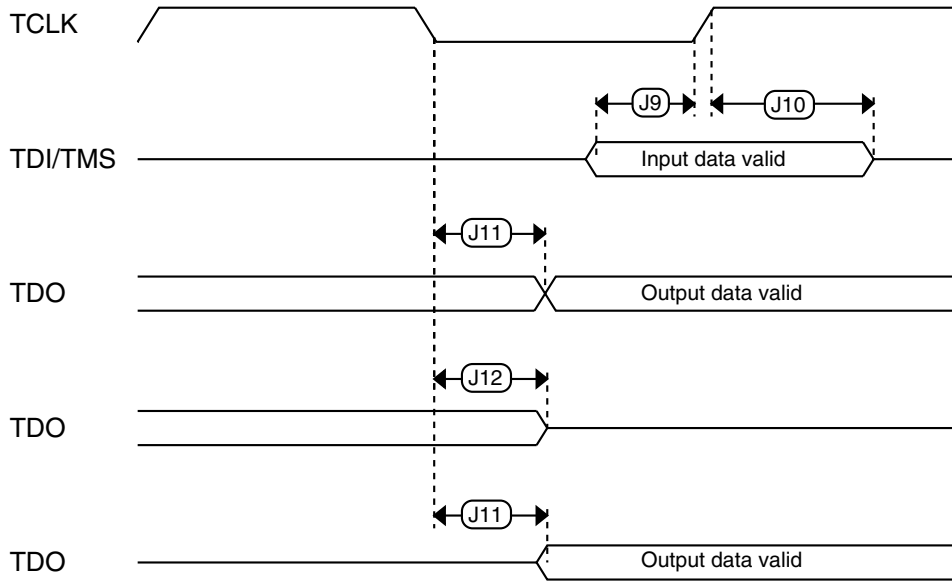 TCLK
J9
J10
TDI/TMS
Input data valid
J11
TDO
Output data valid
J12
TDO
J11
TDO
Output data valid